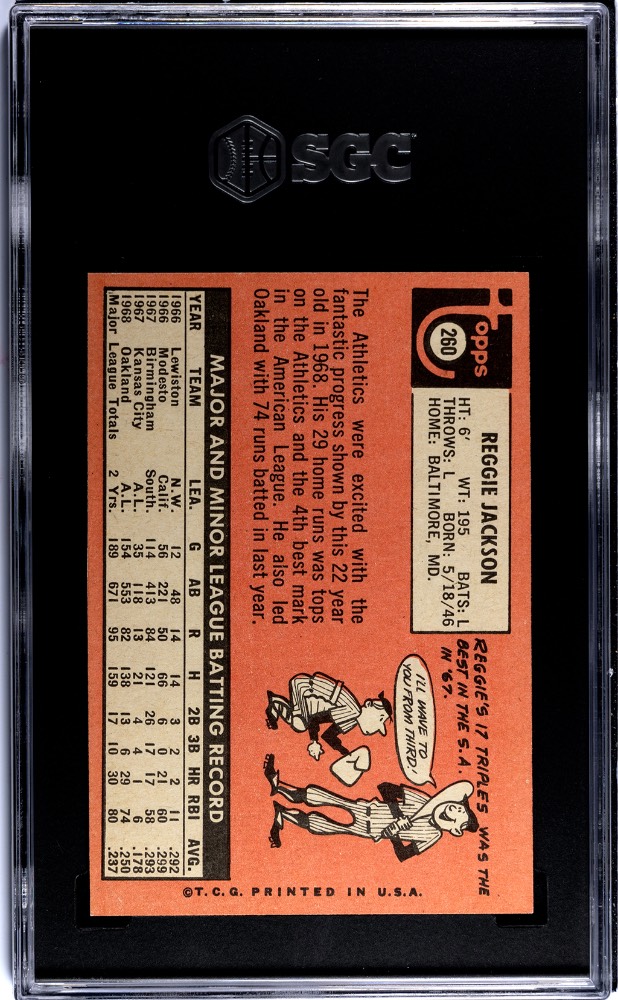 SGC
Topps
260
REGGIE JACKSON
HT: 6' WT: 195 BATS: L
THROWS: L BORN: 5/18/46
HOME: BALTIMORE, MD.
REGGIE'S 17 TRIPLES WAS THE
BEST IN THE S.A.
IN '67.
I'LL WAVE TO
YOU FROM THIRD!
The Athletics were excited with the
fantastic progress shown by this 22 year
old in 1968. His 29 home runs was tops
on the Athletics and the 4th best mark
in the American League. He also led
Oakland with 74 runs batted in last year.
MAJOR AND MINOR LEAGUE BATTING RECORD
YEAR TEAM LEA. G AB R H 2B 3B HR RBI AVG.
1966 Lewiston N.W. 12 48 14 14 3 2 2 11 .292
1966 Modesto Calif. 56 221 50 66 6 0 21 60 .299
1967 Birmingham South. 114 413 84 121 26 17 17 58 .293
1967 Kansas City A.L. 35 118 13 21 4 4 1 6 .178
1968 Oakland A.L. 154 553 82 138 13 6 29 74 .250
Major League Totals 2 Yrs. 189 671 95 159 17 10 30 80 .237
©T.C.G. PRINTED IN U.S.A.